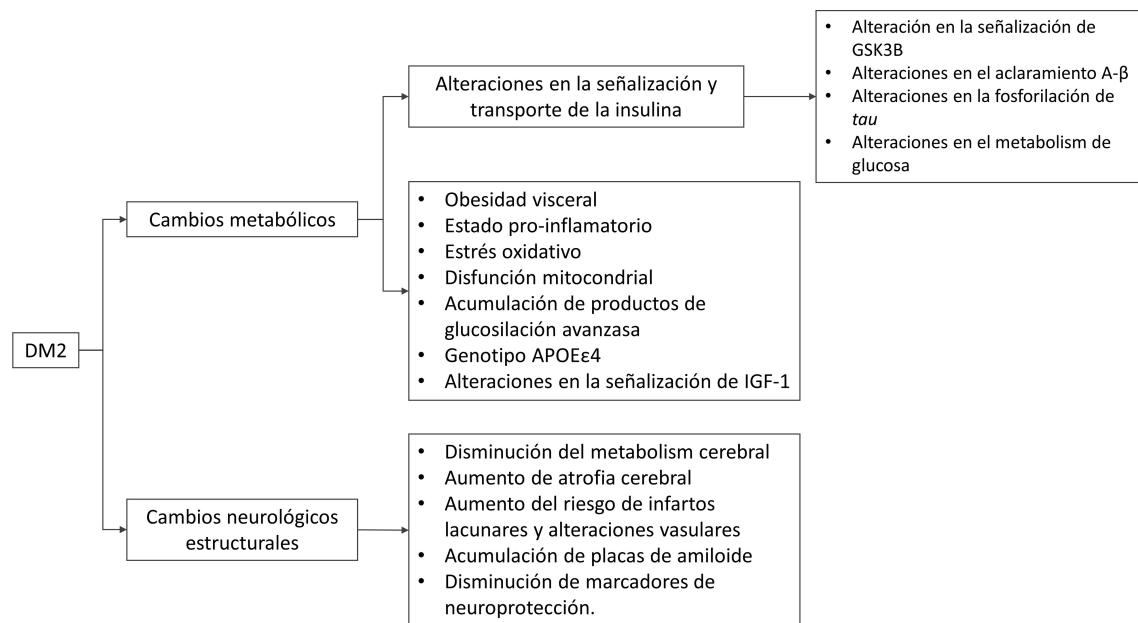 DM2
Cambios metabólicos
Alteraciones en la señalización y
transporte de la insulina
• Alteración en la señalización de
GSK3B
• Alteraciones en el aclaramiento A-β
• Alteraciones en la fosforilación de
tau
• Alteraciones en el metabolism de
glucosa
• Obesidad visceral
• Estado pro-inflamatorio
• Estrés oxidativo
• Disfunción mitocondrial
• Acumulación de productos de
glucosilación avanzasa
• Genotipo APOEε4
• Alteraciones en la señalización de IGF-1
Cambios neurológicos
estructurales
• Disminución del metabolism cerebral
• Aumento de atrofia cerebral
• Aumento del riesgo de infartos
lacunares y alteraciones vasculares
• Acumulación de placas de amiloide
• Disminución de marcadores de
neuroprotección.